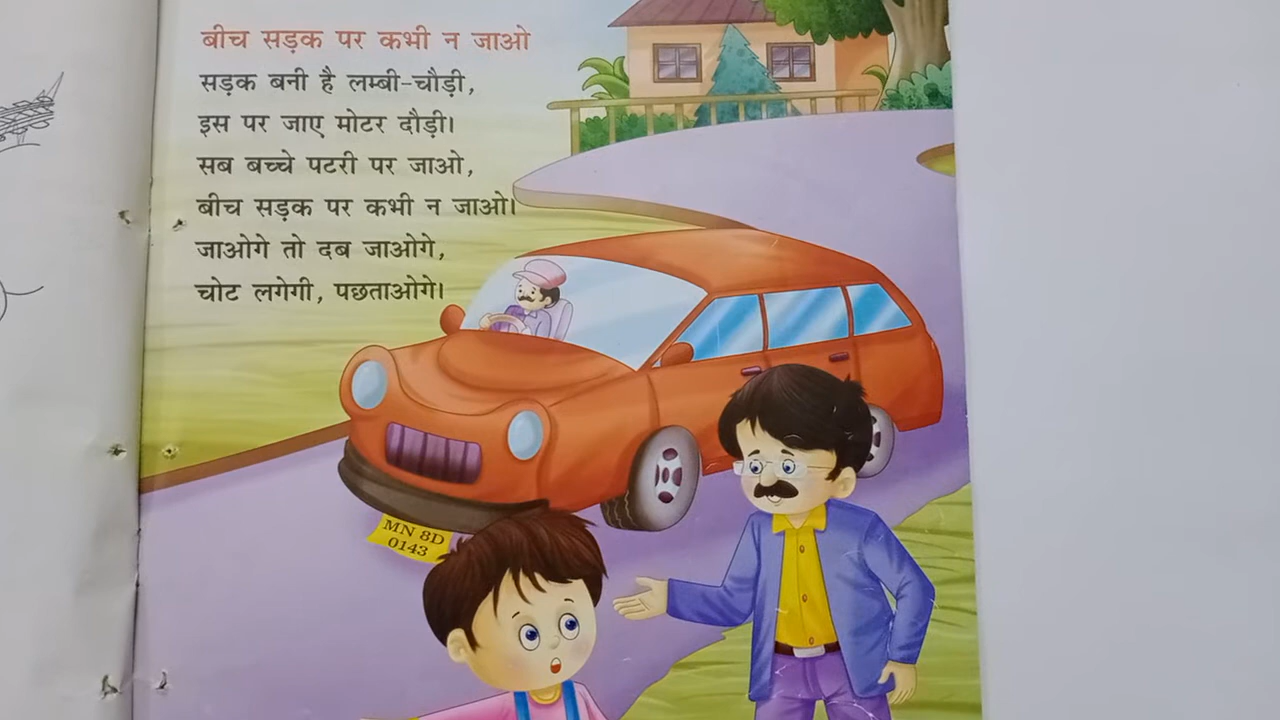 बीच सड़क पर कभी न जाओ
सड़क बनी है लम्बी-चौड़ी,
इस पर जाए मोटर दौड़ी।
सब बच्चे पटरी पर जाओ,
बीच सड़क पर कभी न जाओ।
जाओगे तो दब जाओगे,
चोट लगेगी, पछताओगे।
MN 8D
0143